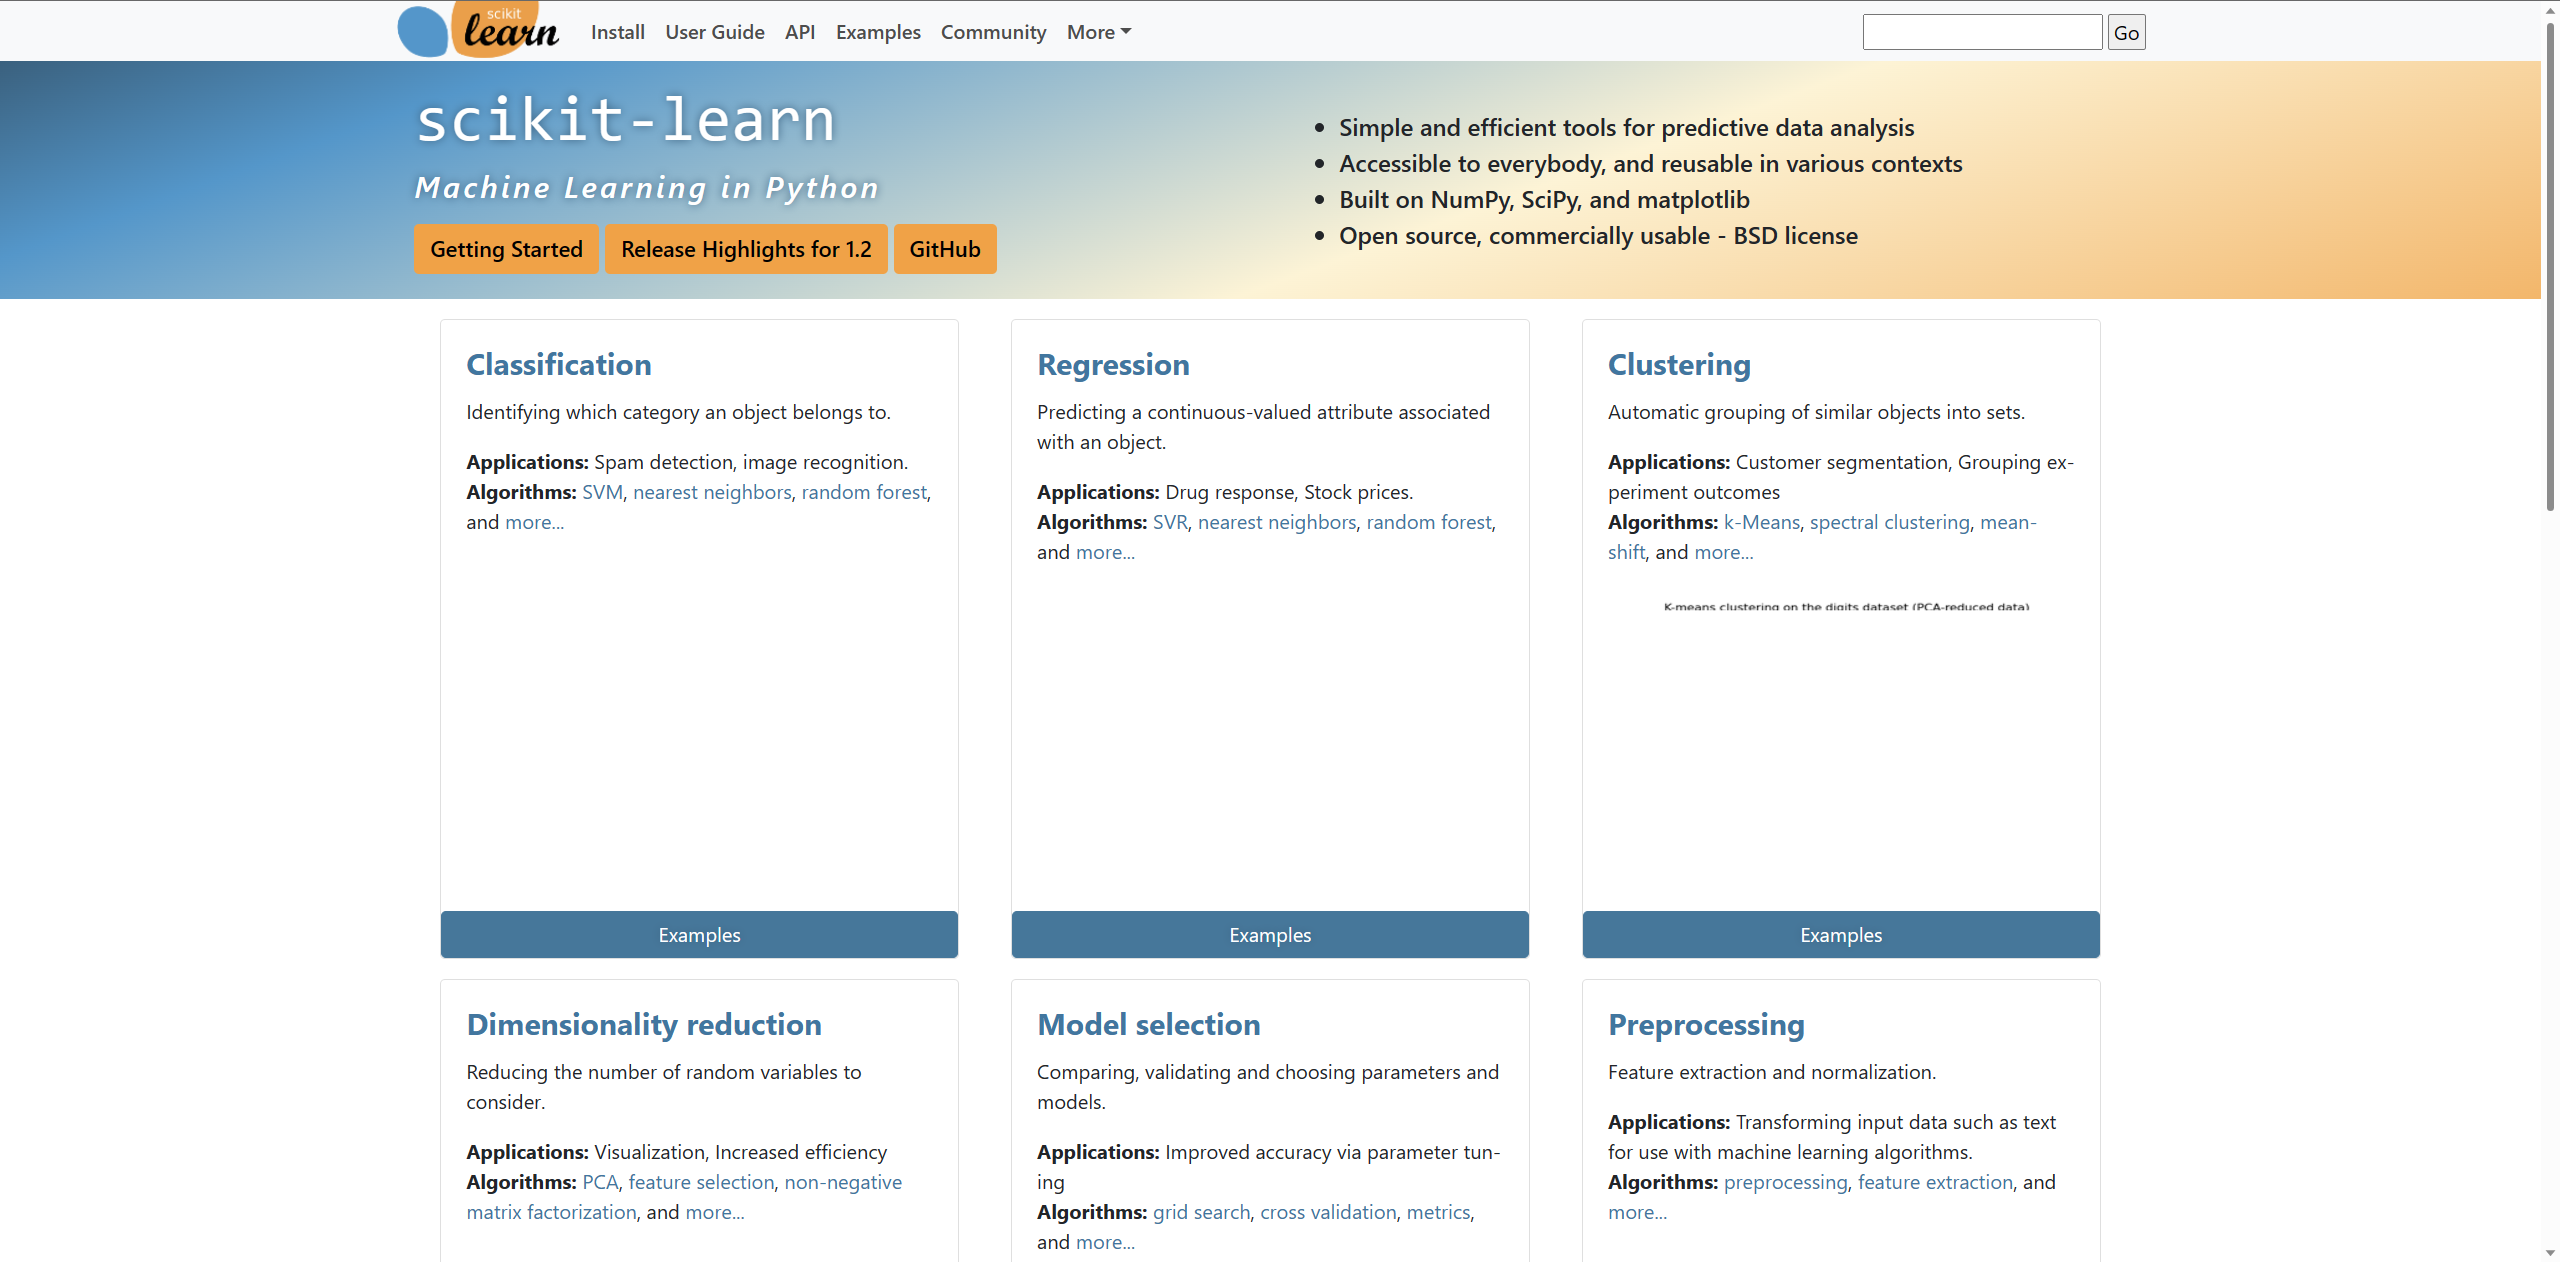 scikit
learn
Install User Guide API Examples Community More
Go
scikit-learn
Machine Learning in Python
Getting Started Release Highlights for 1.2 GitHub
Simple and efficient tools for predictive data analysis
Accessible to everybody, and reusable in various contexts
Built on NumPy, SciPy, and matplotlib
Open source, commercially usable - BSD license
Classification
Identifying which category an object belongs to.
Applications: Spam detection, image recognition.
Algorithms: SVM, nearest neighbors, random forest,
and more...
Examples
Regression
Predicting a continuous-valued attribute associated
with an object.
Applications: Drug response, Stock prices.
Algorithms: SVR, nearest neighbors, random forest,
and more...
Examples
Clustering
Automatic grouping of similar objects into sets.
Applications: Customer segmentation, Grouping ex-
periment outcomes
Algorithms: k-Means, spectral clustering, mean-
shift, and more...
K-means clustering on the digits dataset (PCA-reduced data)
Examples
Dimensionality reduction
Reducing the number of random variables to
consider.
Applications: Visualization, Increased efficiency
Algorithms: PCA, feature selection, non-negative
matrix factorization, and more...
Model selection
Comparing, validating and choosing parameters and
models.
Applications: Improved accuracy via parameter tun-
ing
Algorithms: grid search, cross validation, metrics,
and more...
Preprocessing
Feature extraction and normalization.
Applications: Transforming input data such as text
for use with machine learning algorithms.
Algorithms: preprocessing, feature extraction, and
more...